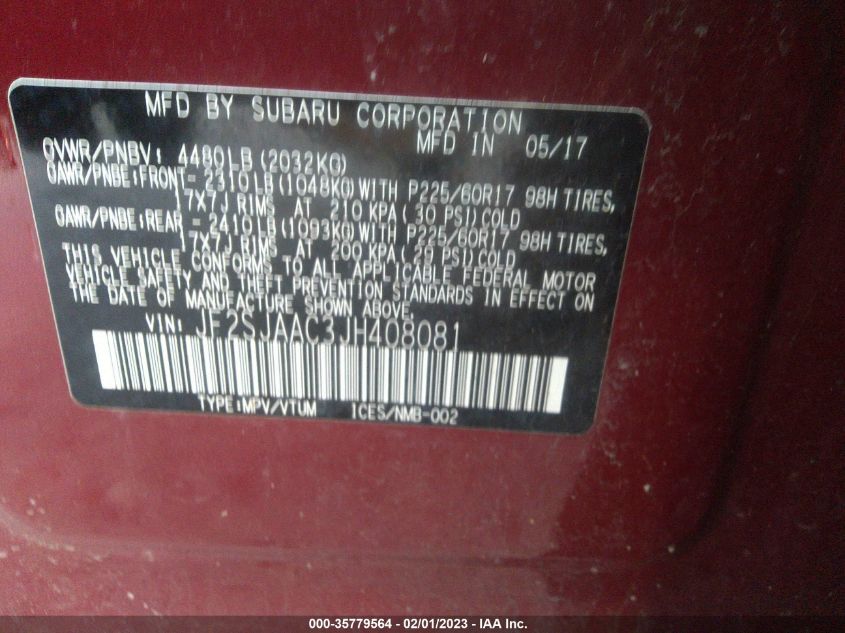 MFD BY SUBARU CORPORATION
MFD IN 05/17
GVWR/PNBV: 4480LB (2032KG)
GAWR/PNBE:FRONT= 2310LB (1048KG) WITH P225/60R17 98H TIRES,
17X7J RIMS AT 210 KPA( 30 PSI) COLD
GAWR/PNBE:REAR = 2410LB (1093KG) WITH P225/60R17 98H TIRES,
17X7J RIMS AT 200 KPA( 29 PSI) COLD
THIS VEHICLE CONFORMS TO ALL APPLICABLE FEDERAL MOTOR
VEHICLE SAFETY AND THEFT PREVENTION STANDARDS IN EFFECT ON
THE DATE OF MANUFACTURE SHOWN ABOVE.
VIN: JF2SJAAC3JH408081
TYPE:MPV/VTUM ICES/NMB-002
000-35779564 - 02/01/2023 - IAA Inc.